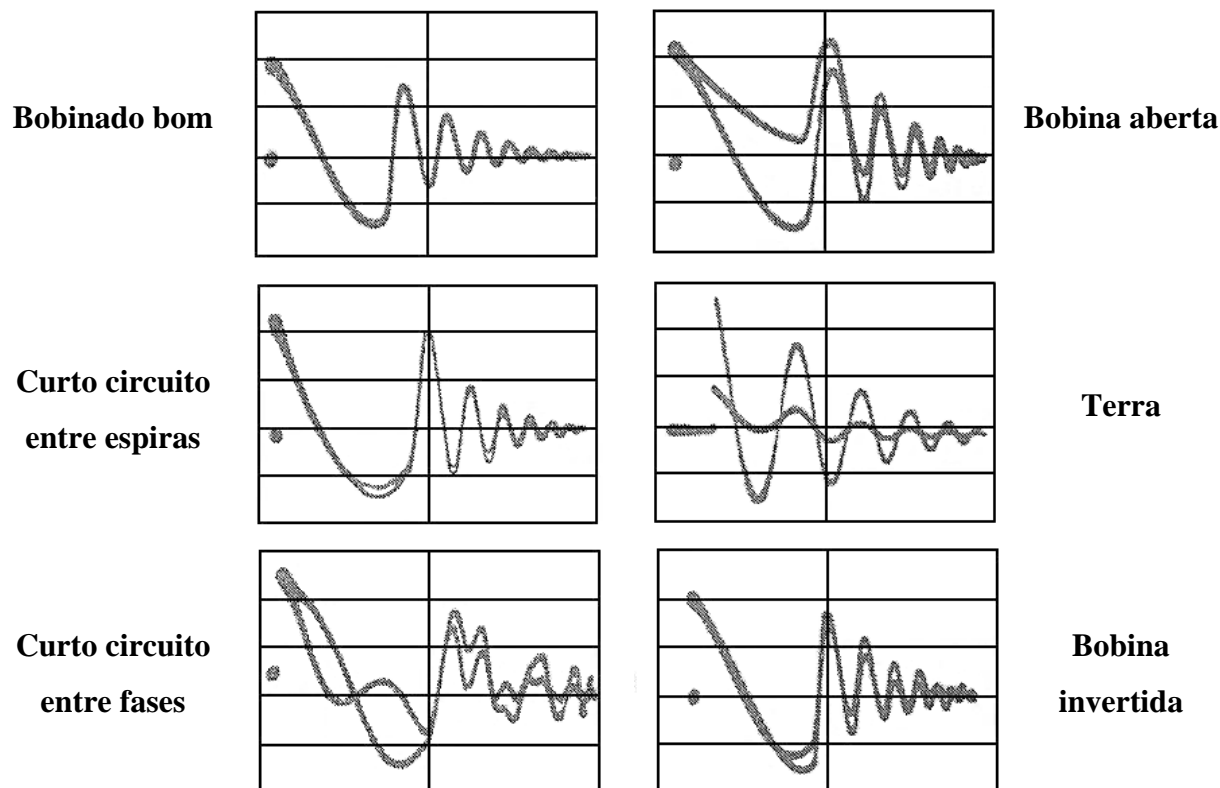 Bobinado bom
Bobina aberta
Curto circuito
entre espiras
Terra
Curto circuito
entre fases
Bobina
invertida